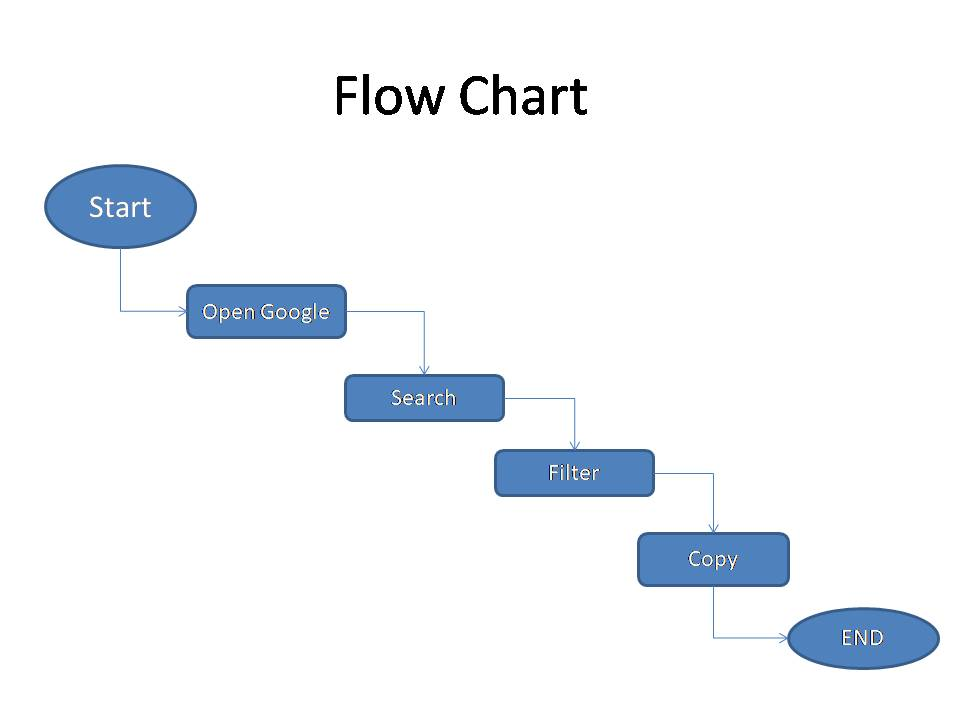 Flow Chart
Start
Open Google
Search
Filter
Copy
END